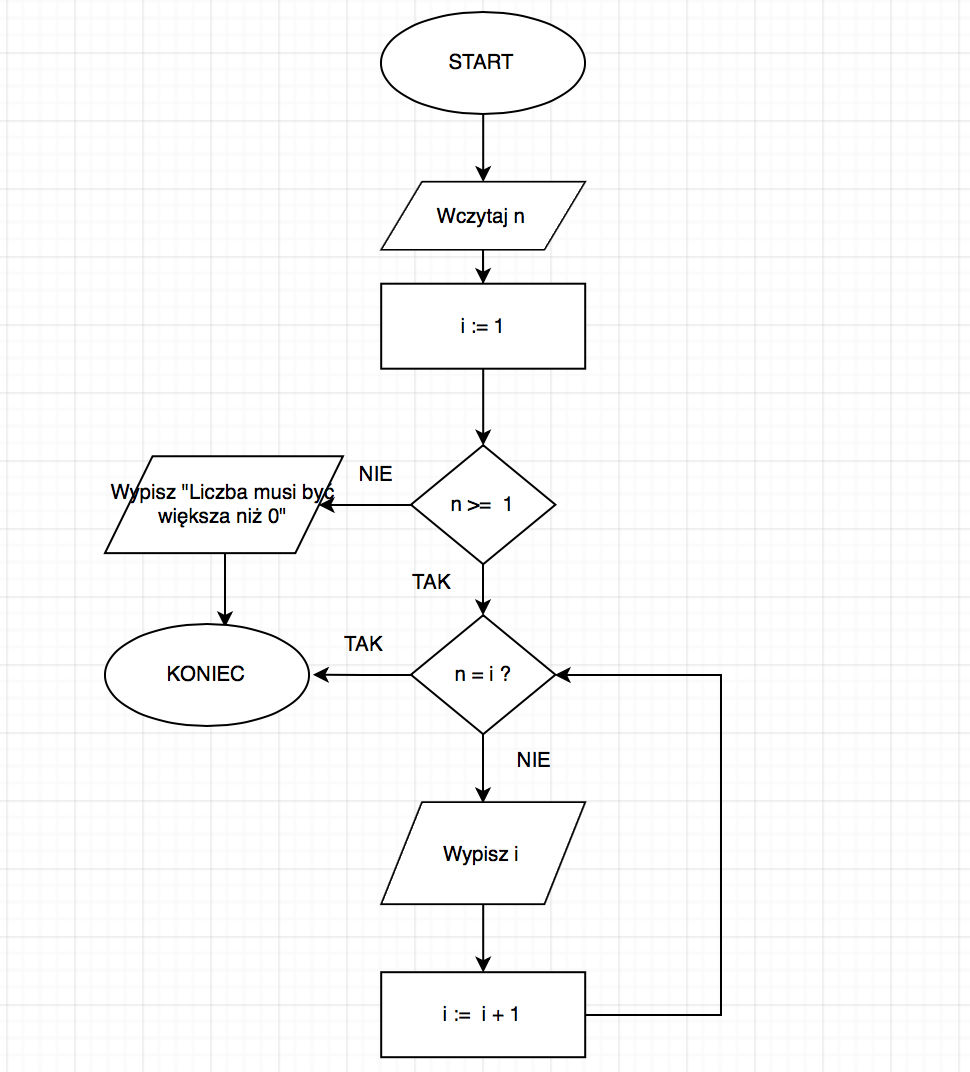 START
Wczytaj n
i := 1
n >= 1
NIE
Wypisz "Liczba musi być
większa niż 0"
TAK
n = i ?
TAK
KONIEC
NIE
Wypisz i
i := i + 1